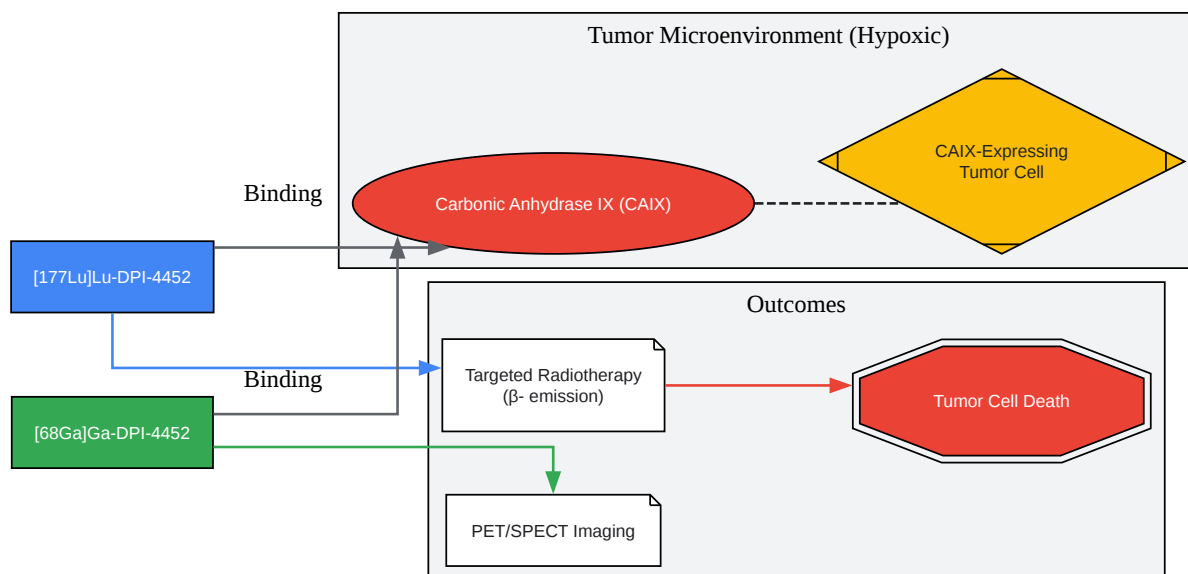 Tumor Microenvironment (Hypoxic)
CAIX-Expressing
Tumor Cell
Carbonic Anhydrase IX (CAIX)
Binding
[177Lu]Lu-DPI-4452
Outcomes
Targeted Radiotherapy
(β- emission)
Binding
Tumor Cell Death
[68Ga]Ga-DPI-4452
PET/SPECT Imaging